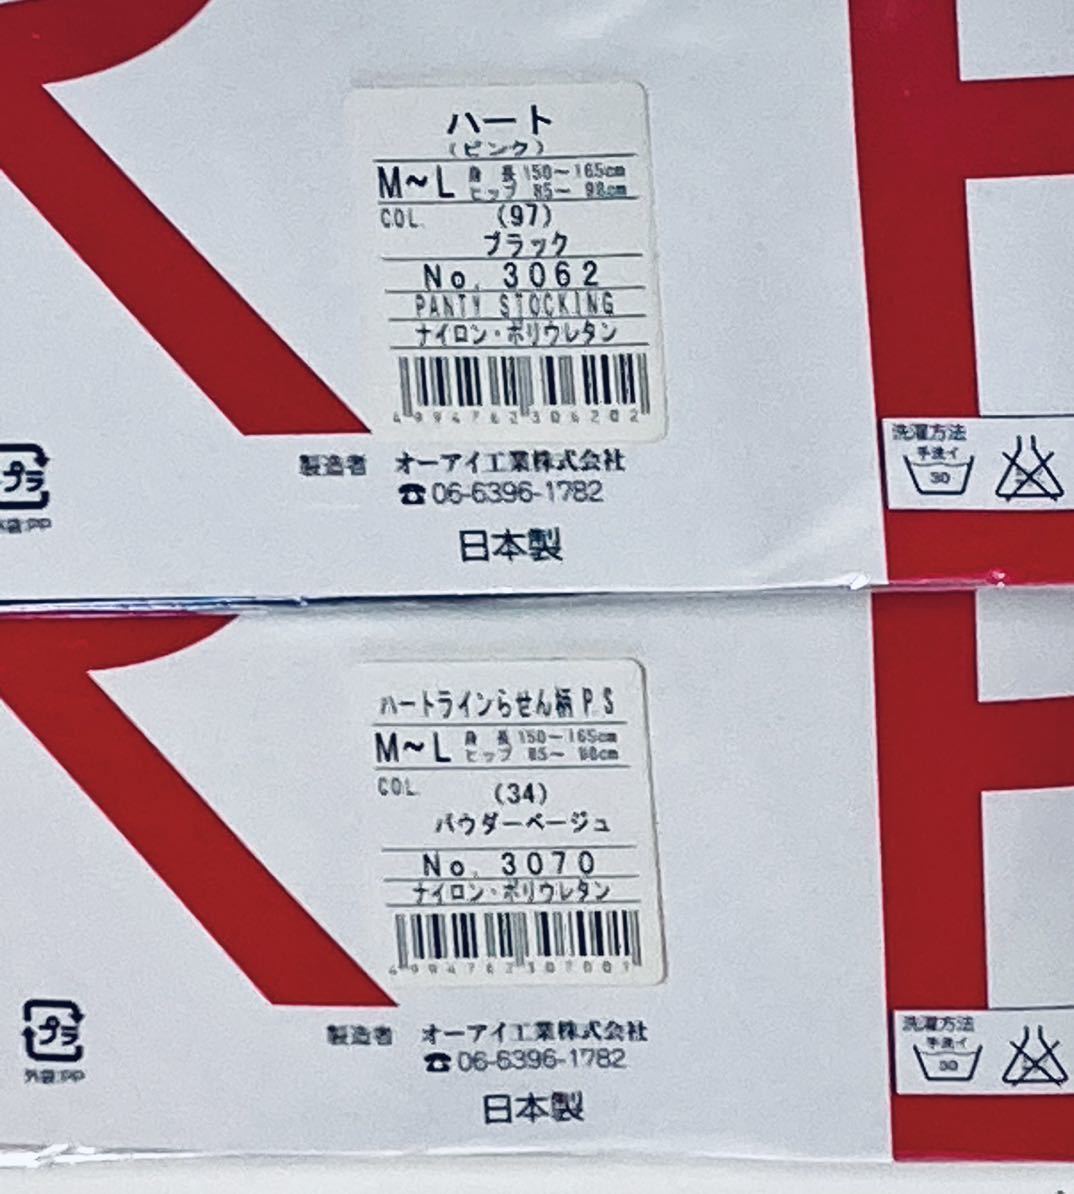 ハート
(ピンク)
M～L 身長 150～165cm
ヒップ 85～ 98cm
COL. (97)
ブラック
No. 3062
PANTY STOCKING
ナイロン・ポリウレタン
4994762306202
製造者 オーアイ工業株式会社
☎06-6396-1782
日本製
プラ
外袋:PP
洗濯方法
手洗イ
30
ハートラインらせん柄PS
M～L 身長 150～165cm
ヒップ 85～ 98cm
COL. (34)
パウダーベージュ
No. 3070
ナイロン・ポリウレタン
製造者 オーアイ工業株式会社
☎06-6396-1782
日本製
プラ
外袋:PP
洗濯方法
手洗イ
30